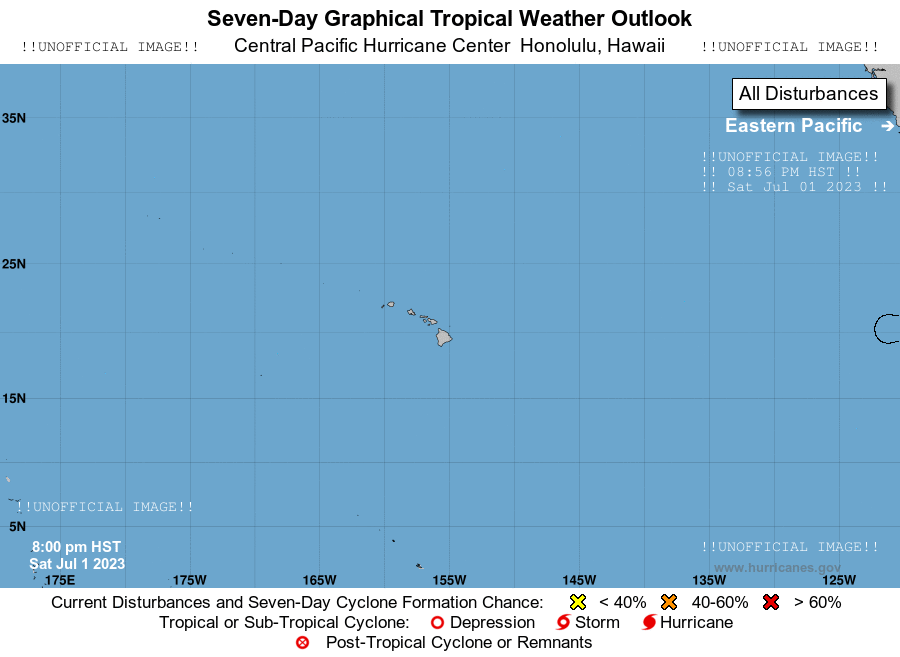 Seven-Day Graphical Tropical Weather Outlook
!!UNOFFICIAL IMAGE!! Central Pacific Hurricane Center Honolulu, Hawaii !!UNOFFICIAL IMAGE!!
All Disturbances
35N
Eastern Pacific
!!UNOFFICIAL IMAGE!!
!! 08:56 PM HST !!
!! Sat Jul 01 2023 !!
25N
15N
!!UNOFFICIAL IMAGE!!
5N
8:00 pm HST
!!UNOFFICIAL IMAGE!!
Sat Jul 1 2023
www.hurricanes.gov
175E 175W 165W 155W 145W 135W 125W
Current Disturbances and Seven-Day Cyclone Formation Chance: < 40% 40-60% > 60%
Tropical or Sub-Tropical Cyclone: Depression Storm Hurricane
Post-Tropical Cyclone or Remnants